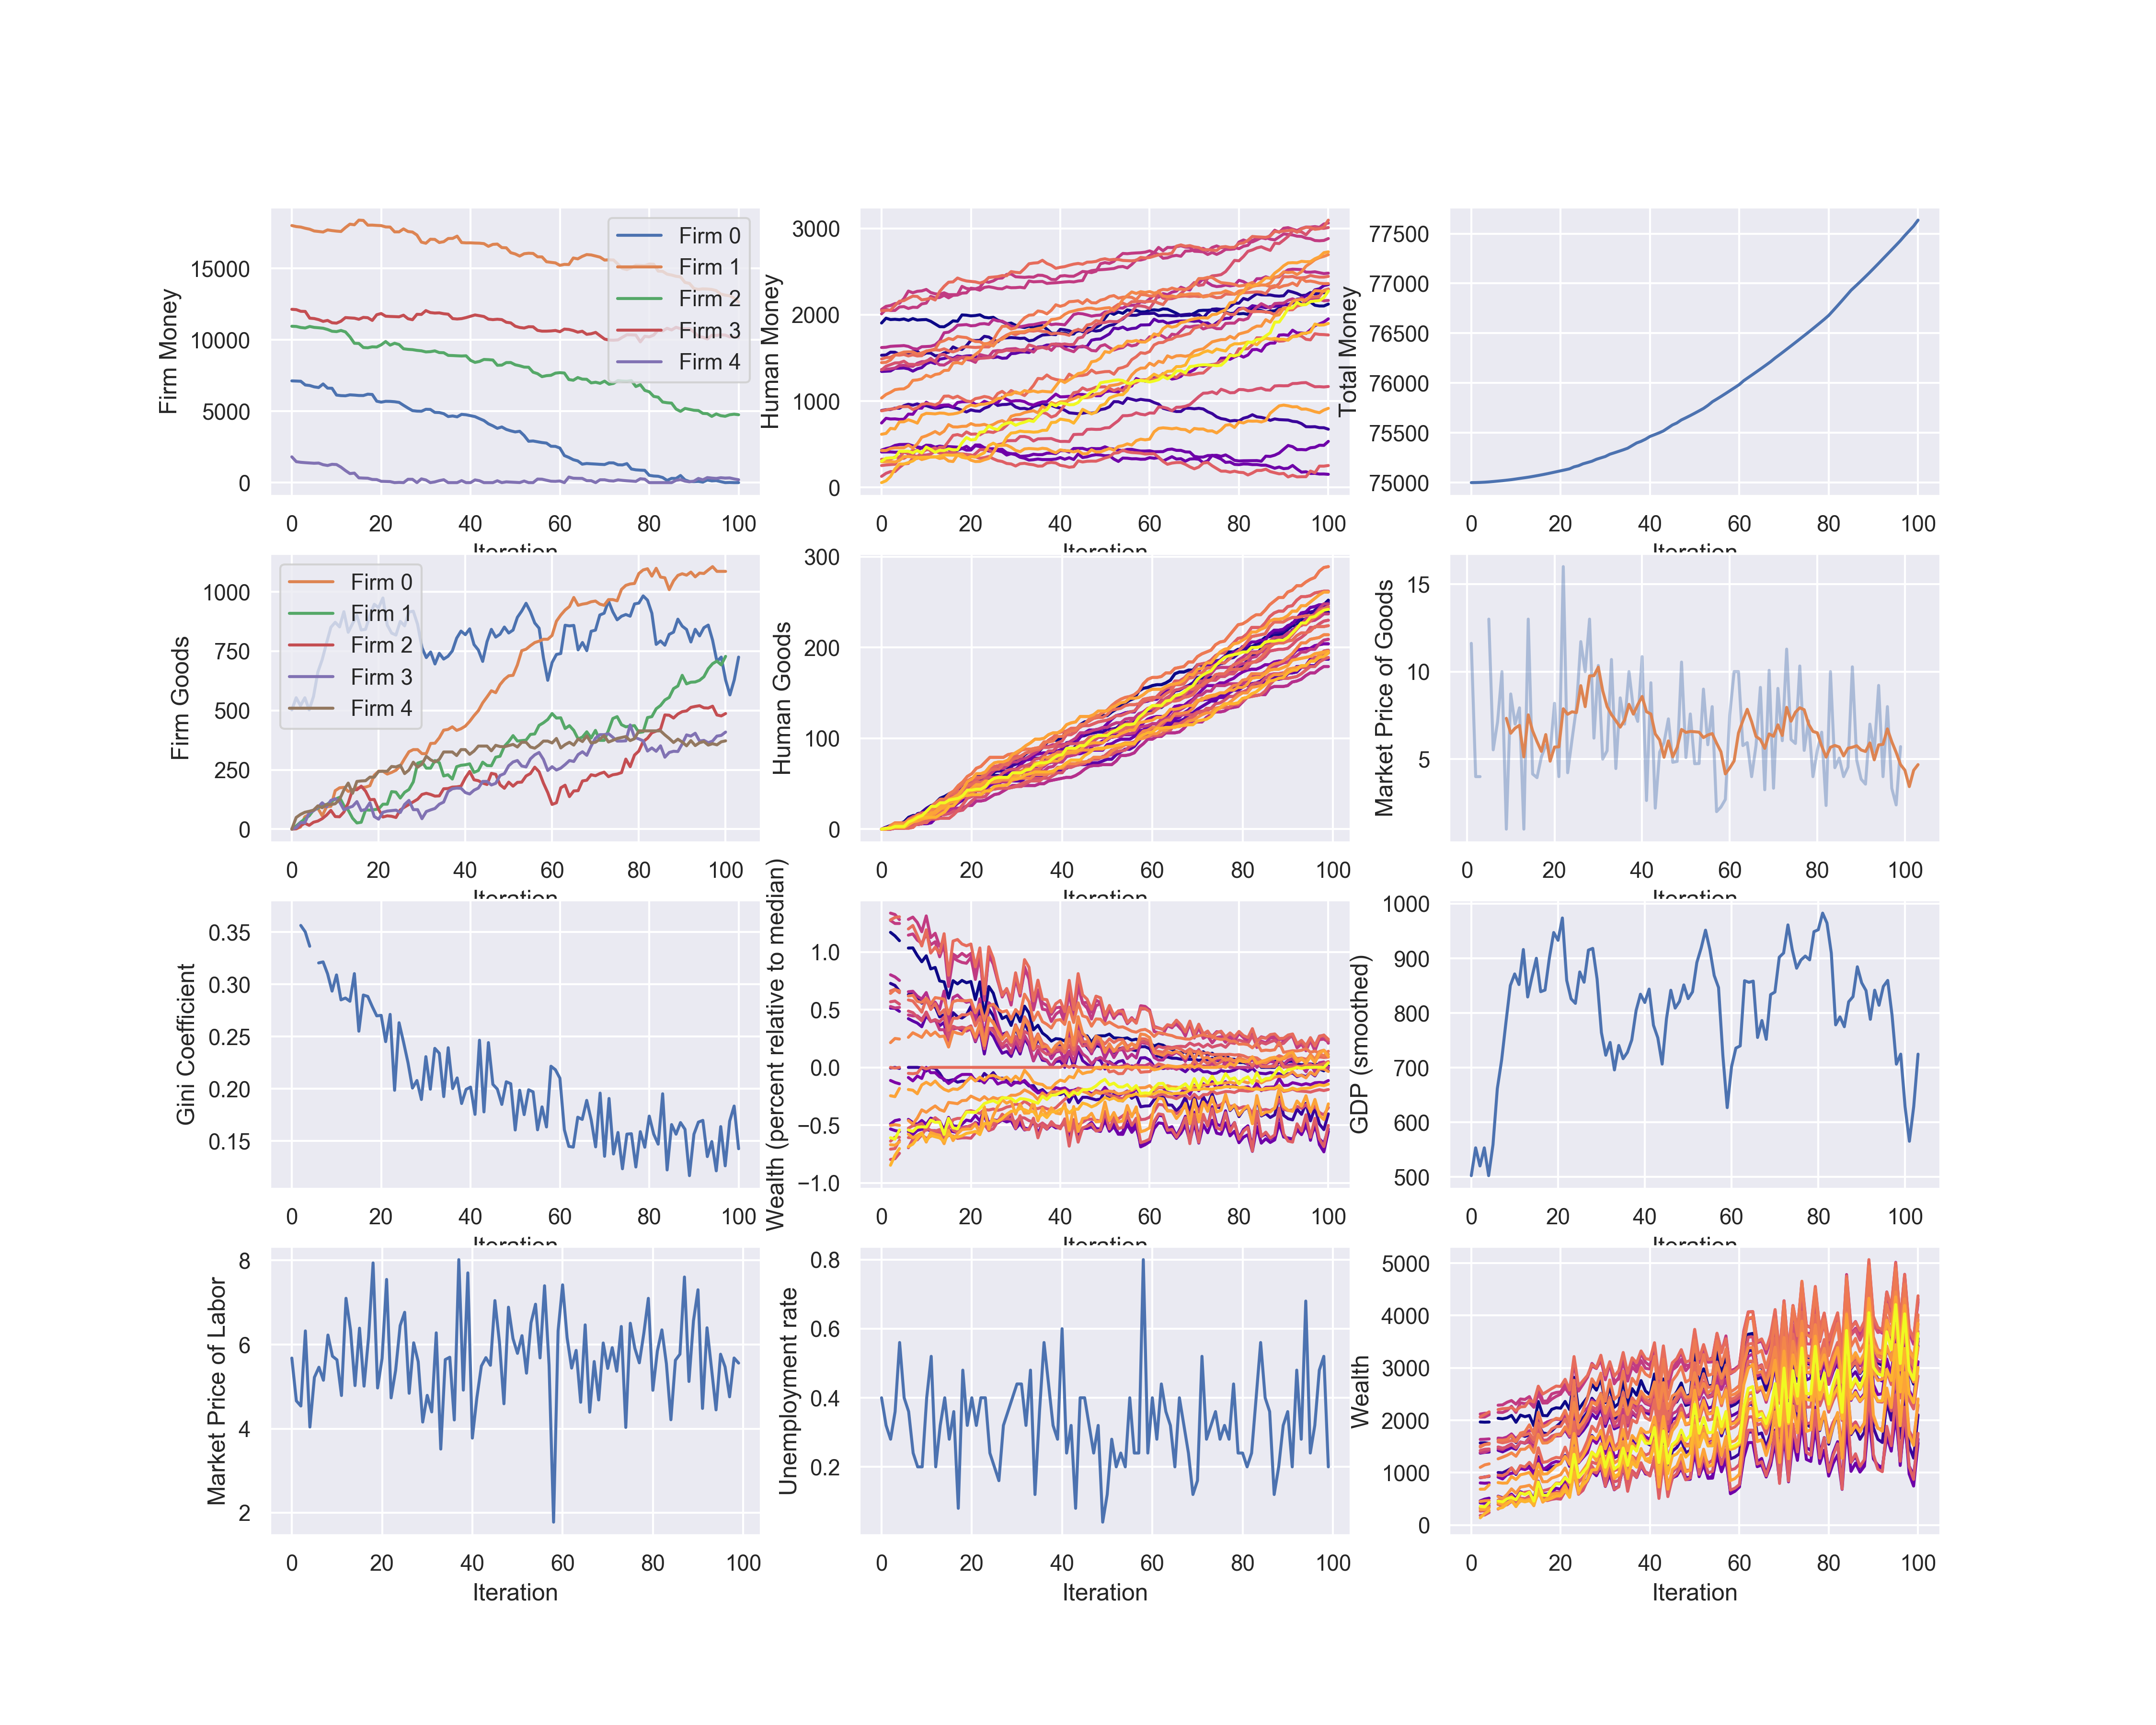 Firm Money
15000
10000
5000
0
0 20 40 60 80 100
Iteration
Firm 0
Firm 1
Firm 2
Firm 3
Firm 4
Human Money
3000
2000
1000
0
0 20 40 60 80 100
Iteration
Total Money
77500
77000
76500
76000
75500
75000
0 20 40 60 80 100
Iteration
Firm Goods
1000
750
500
250
0
0 20 40 60 80 100
Iteration
Firm 0
Firm 1
Firm 2
Firm 3
Firm 4
Human Goods
300
200
100
0
0 20 40 60 80 100
Iteration
Market Price of Goods
15
10
5
0 20 40 60 80 100
Iteration
Gini Coefficient
0.35
0.30
0.25
0.20
0.15
0 20 40 60 80 100
Iteration
Wealth (percent relative to median)
1.0
0.5
0.0
−0.5
−1.0
0 20 40 60 80 100
Iteration
GDP (smoothed)
1000
900
800
700
600
500
0 20 40 60 80 100
Iteration
Market Price of Labor
8
6
4
2
0 20 40 60 80 100
Iteration
Unemployment rate
0.8
0.6
0.4
0.2
0 20 40 60 80 100
Iteration
Wealth
5000
4000
3000
2000
1000
0
0 20 40 60 80 100
Iteration